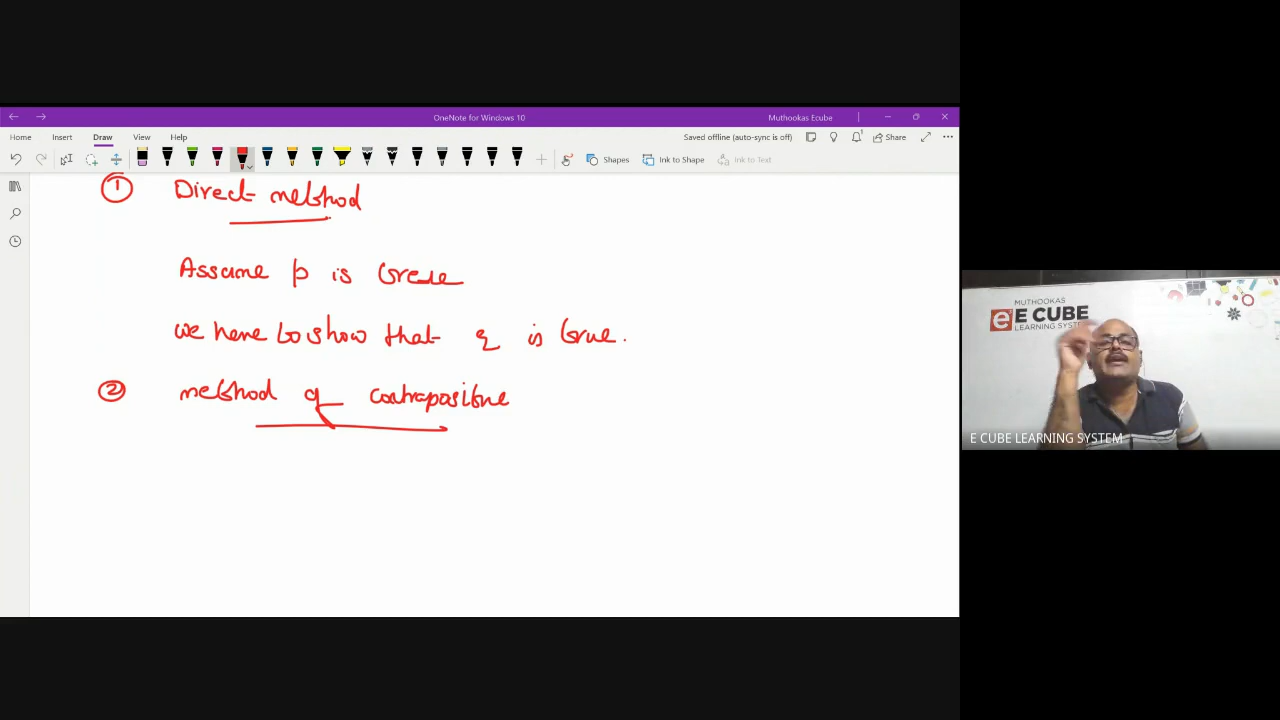 OneNote for Windows 10
Muthookas Ecube
Home Insert Draw View Help
Saved offline (auto-sync is off)
Share
Shapes
Ink to Shape
Ink to Text
① Direct method
Assume p is true
we have to show that q is true.
② method of contrapositive
MUTHOOKAS
e E CUBE
LEARNING SYSTEM
E CUBE LEARNING SYSTEM